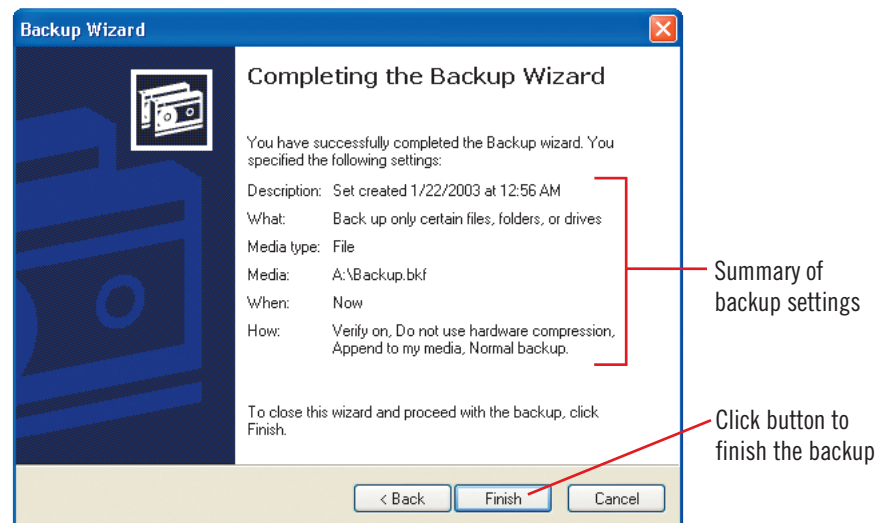 Backup Wizard
Completing the Backup Wizard
You have successfully completed the Backup wizard. You
specified the following settings:
Description: Set created 1/22/2003 at 12:56 AM
What: Back up only certain files, folders, or drives
Media type: File
Media: A:\Backup.bkf
When: Now
How: Verify on, Do not use hardware compression,
Append to my media, Normal backup.
Summary of
backup settings
To close this wizard and proceed with the backup, click
Finish.
Click button to
finish the backup
< Back
Finish
Cancel